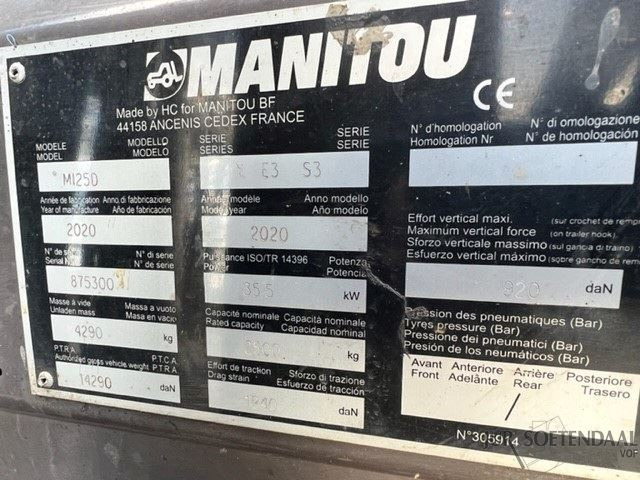 MANITOU
CE
Made by HC for MANITOU BF
44158 ANCENIS CEDEX FRANCE
MODELE MODELLO
MODEL MODELO
MI25D
Année de fabrication Anno di fabbricazione
Year of manufacture Año de fabricación
2020
N° de série N° di serie
Serial Nr N° de serie
875300
Masse à vide Massa a vuoto
Unladen mass Masa en vacío
4290 kg
P.T.R.A P.T.C.A.
Authorized gross vehicle weight P.T.R.A
14290 daN
SERIE SERIE
SERIES SERIE
E3 S3
Année modèle Anno modello
Model year Año modelo
2020
Puissance ISO/TR 14396 Potenza
Power Potencia
35.5 kW
Capacité nominale Capacità nominale
Rated capacity Capacidad nominal
kg
Effort de traction Sforzo di trazione
Drag strain Esfuerzo de tracción
daN
N° d'homologation N° di omologazione
Homologation Nr N° de homologación
Effort vertical maxi. (sur crochet de
Maximum vertical force (on trailer hook)
Sforzo verticale massimo (sul gancia di traino)
Esfuerzo vertical máximo (sobre gancho de
920 daN
Pression des pneumatiques (Bar)
Tyres pressure (Bar)
Pressione dei pneumatici (Bar)
Presión de los neumáticos (Bar)
Avant Anteriore Arrière Posteriore
Front Adelante Rear Trasero
/
N°305914
SOETENDAAL
VOF